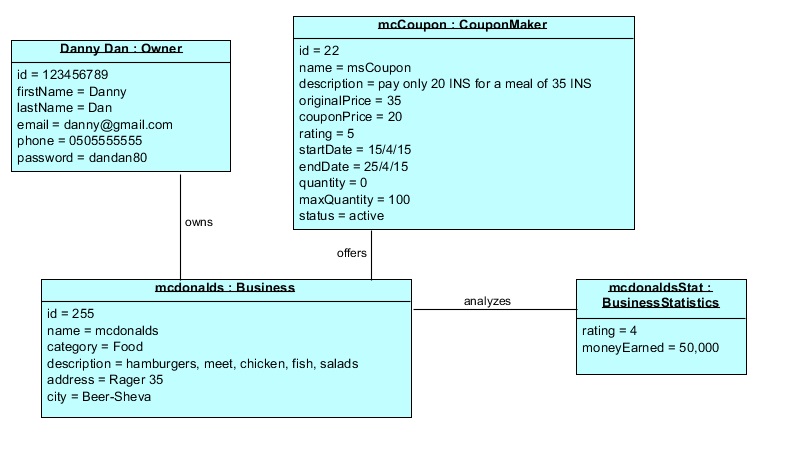 Danny Dan : Owner
id = 123456789
firstName = Danny
lastName = Dan
email = danny@gmail.com
phone = 0505555555
password = dandan80
mcCoupon : CouponMaker
id = 22
name = msCoupon
description = pay only 20 INS for a meal of 35 INS
originalPrice = 35
couponPrice = 20
rating = 5
startDate = 15/4/15
endDate = 25/4/15
quantity = 0
maxQuantity = 100
status = active
owns
offers
mcdonalds : Business
id = 255
name = mcdonalds
category = Food
description = hamburgers, meet, chicken, fish, salads
address = Rager 35
city = Beer-Sheva
analyzes
mcdonaldsStat :
BusinessStatistics
rating = 4
moneyEarned = 50,000